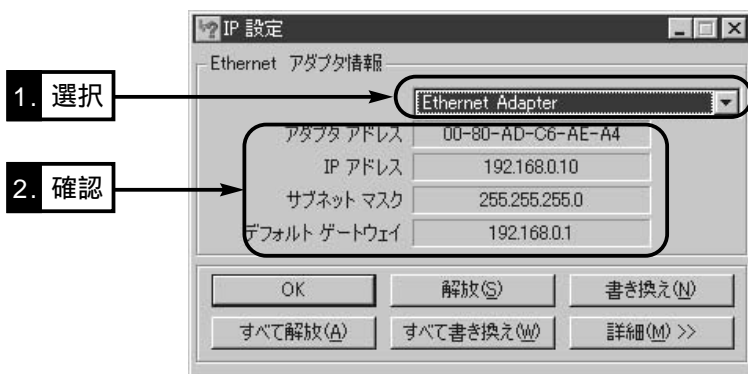 IP 設定
Ethernet アダプタ情報
1. 選択
Ethernet Adapter
アダプタ アドレス 00-80-AD-C6-AE-A4
IP アドレス 192.168.0.10
2. 確認
サブネット マスク 255.255.255.0
デフォルト ゲートウェイ 192.168.0.1
OK 解放(S) 書き換え(N)
すべて解放(A) すべて書き換え(W) 詳細(M) >>